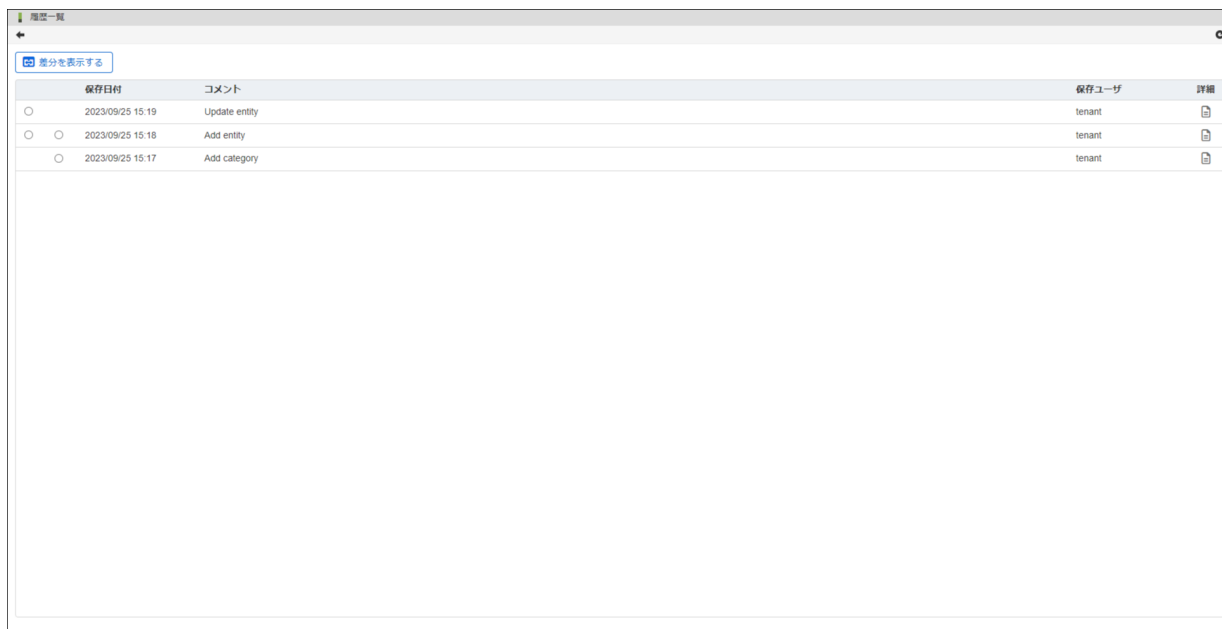 履歴一覧
差分を表示する
保存日付 コメント 保存ユーザ 詳細
2023/09/25 15:19 Update entity tenant
2023/09/25 15:18 Add entity tenant
2023/09/25 15:17 Add category tenant